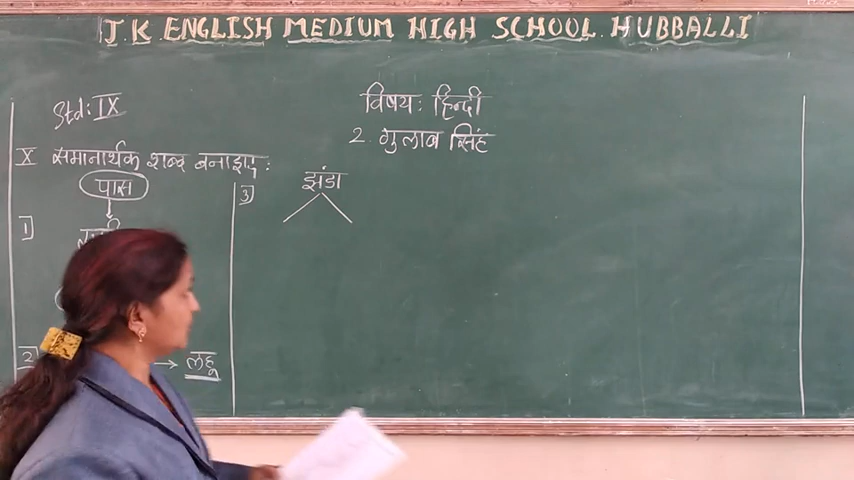 J.K. ENGLISH MEDIUM HIGH SCHOOL. HUBBALLI
Std: IX
विषय: हिन्दी
2. गुलाब सिंह
X समानार्थक शब्द बनाइए:
पास
1]
2] → लहू
3] झंडा